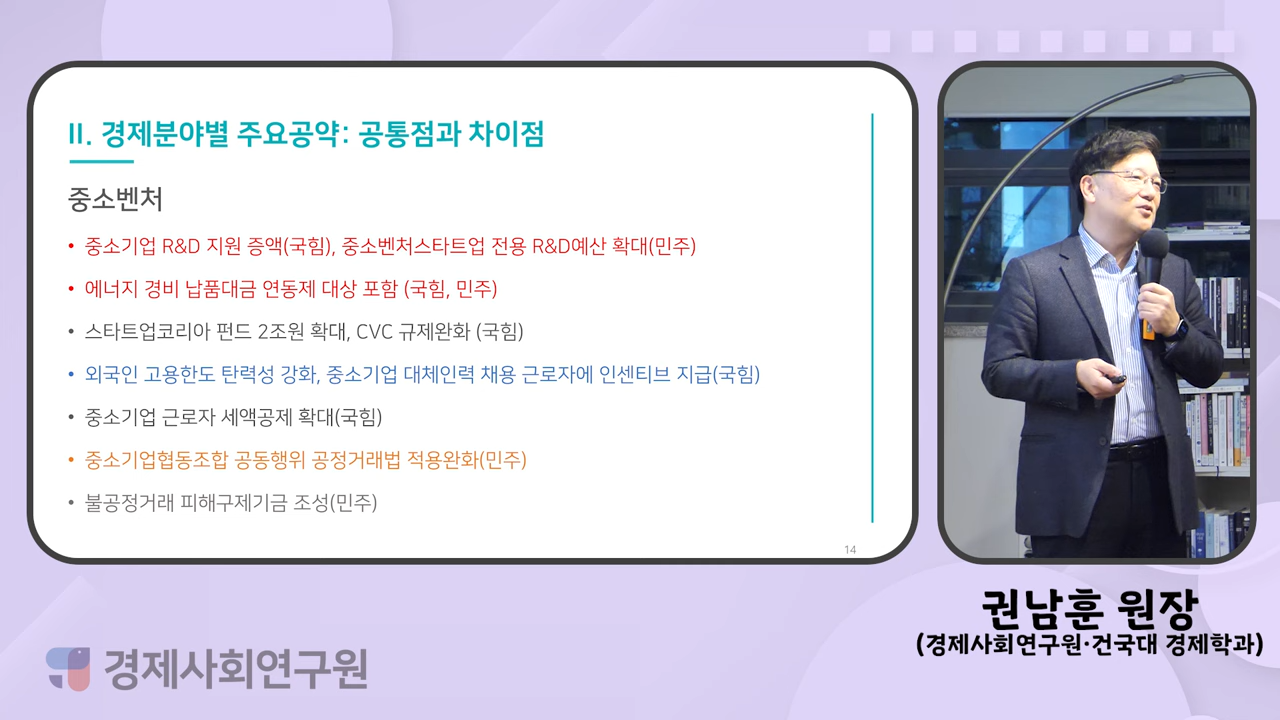 II. 경제분야별 주요공약: 공통점과 차이점
중소벤처
• 중소기업 R&D 지원 증액(국힘), 중소벤처스타트업 전용 R&D예산 확대(민주)
• 에너지 경비 납품대금 연동제 대상 포함 (국힘, 민주)
• 스타트업코리아 펀드 2조원 확대, CVC 규제완화 (국힘)
• 외국인 고용한도 탄력성 강화, 중소기업 대체인력 채용 근로자에 인센티브 지급(국힘)
• 중소기업 근로자 세액공제 확대(국힘)
• 중소기업협동조합 공동행위 공정거래법 적용완화(민주)
• 불공정거래 피해구제기금 조성(민주)
14
권남훈 원장
(경제사회연구원·건국대 경제학과)
경제사회연구원